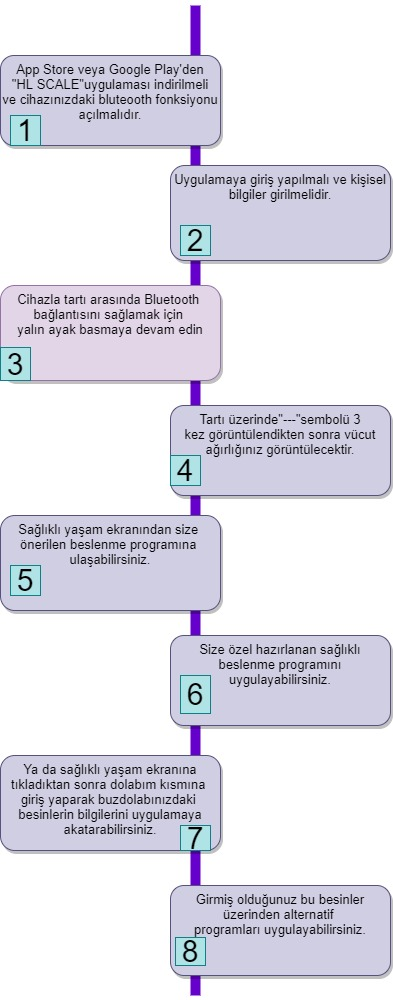 App Store veya Google Play'den
"HL SCALE"uygulaması indirilmeli
ve cihazınızdaki bluteooth fonksiyonu
açılmalıdır.
1
Uygulamaya giriş yapılmalı ve kişisel
bilgiler girilmelidir.
2
Cihazla tartı arasında Bluetooth
bağlantısını sağlamak için
yalın ayak basmaya devam edin
3
Tartı üzerinde"---"sembolü 3
kez görüntülendikten sonra vücut
ağırlığınız görüntülecektir.
4
Sağlıklı yaşam ekranından size
önerilen beslenme programına
ulaşabilirsiniz.
5
Size özel hazırlanan sağlıklı
beslenme programını
uygulayabilirsiniz.
6
Ya da sağlıklı yaşam ekranına
tıkladıktan sonra dolabım kısmına
giriş yaparak buzdolabınızdaki
besinlerin bilgilerini uygulamaya
akatarabilirsiniz.
7
Girmiş olduğunuz bu besinler
üzerinden alternatif
programları uygulayabilirsiniz.
8